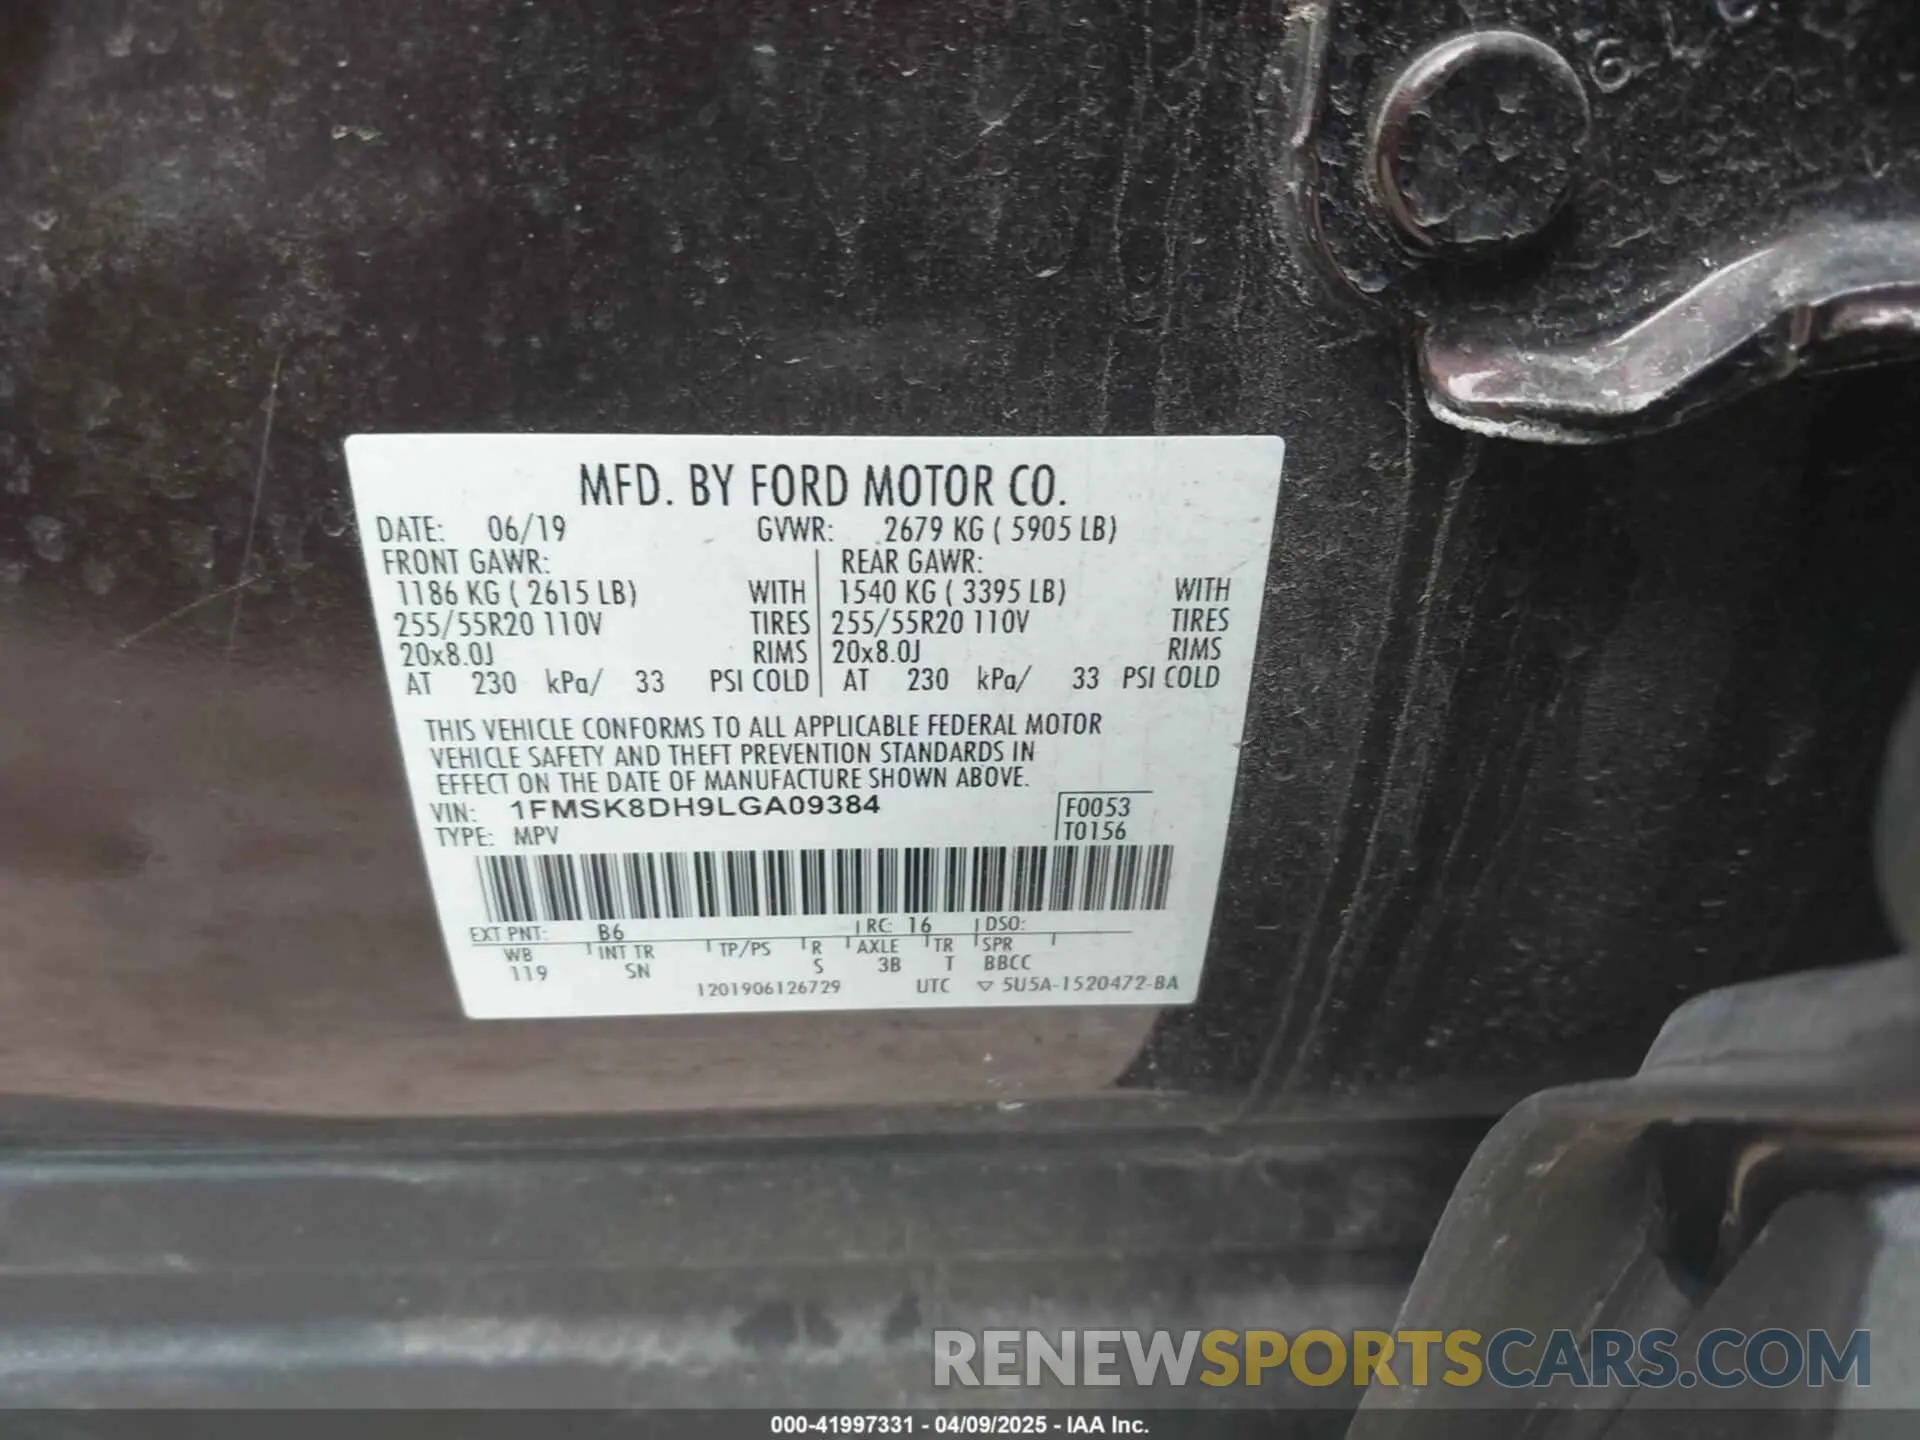 MFD. BY FORD MOTOR CO.
DATE: 06/19 GVWR: 2679 KG ( 5905 LB)
FRONT GAWR: REAR GAWR:
1186 KG ( 2615 LB) WITH 1540 KG ( 3395 LB) WITH
255/55R20 110V TIRES 255/55R20 110V TIRES
20x8.0J RIMS 20x8.0J RIMS
AT 230 kPa/ 33 PSI COLD AT 230 kPa/ 33 PSI COLD
THIS VEHICLE CONFORMS TO ALL APPLICABLE FEDERAL MOTOR
VEHICLE SAFETY AND THEFT PREVENTION STANDARDS IN
EFFECT ON THE DATE OF MANUFACTURE SHOWN ABOVE.
VIN: 1FMSK8DH9LGA09384 F0053
TYPE: MPV T0156
EXT PNT: B6 RC: 16 DSO:
WB INT TR TP/PS R AXLE TR SPR
119 SN S 3B T BBCC
1201906126729 UTC ▽ 5U5A-1520472-BA
RENEWSPORTSCARS.COM
000-41997331 - 04/09/2025 - IAA Inc.